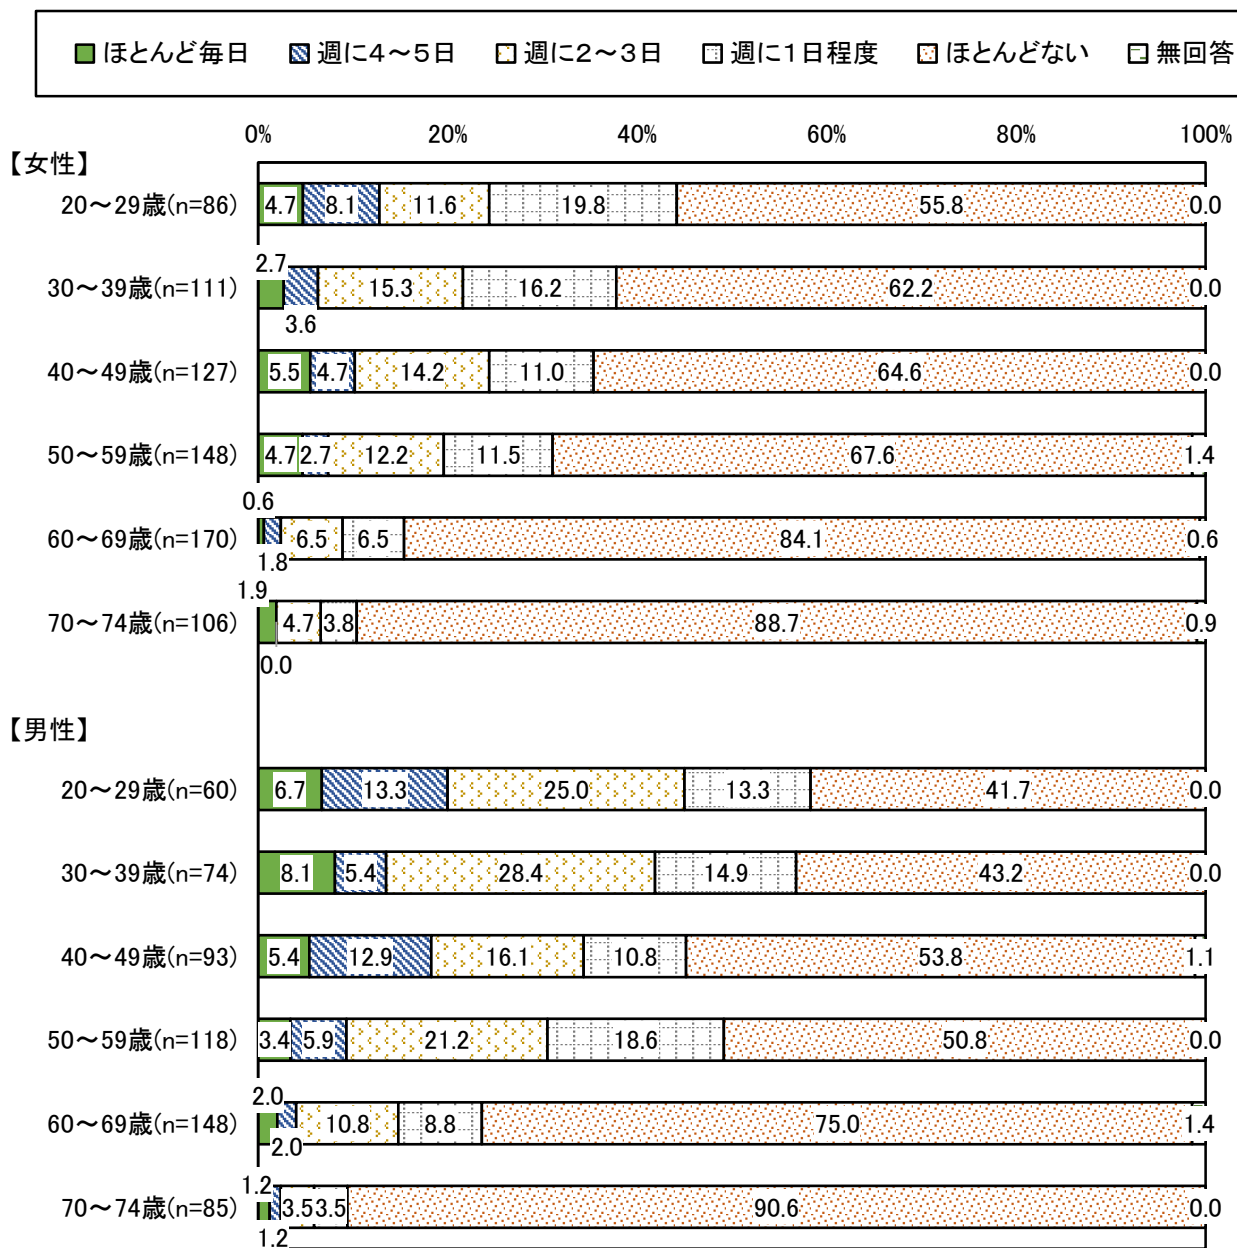 ほとんど毎日 週に4～5日 週に2～3日 週に1日程度 ほとんどない 無回答
0% 20% 40% 60% 80% 100%
【女性】
20～29歳(n=86) 4.7 8.1 11.6 19.8 55.8 0.0
30～39歳(n=111) 2.7 3.6 15.3 16.2 62.2 0.0
40～49歳(n=127) 5.5 4.7 14.2 11.0 64.6 0.0
50～59歳(n=148) 4.7 2.7 12.2 11.5 67.6 1.4
60～69歳(n=170) 0.6 1.8 6.5 6.5 84.1 0.6
70～74歳(n=106) 1.9 0.0 4.7 3.8 88.7 0.9
【男性】
20～29歳(n=60) 6.7 13.3 25.0 13.3 41.7 0.0
30～39歳(n=74) 8.1 5.4 28.4 14.9 43.2 0.0
40～49歳(n=93) 5.4 12.9 16.1 10.8 53.8 1.1
50～59歳(n=118) 3.4 5.9 21.2 18.6 50.8 0.0
60～69歳(n=148) 2.0 2.0 10.8 8.8 75.0 1.4
70～74歳(n=85) 1.2 1.2 3.5 3.5 90.6 0.0